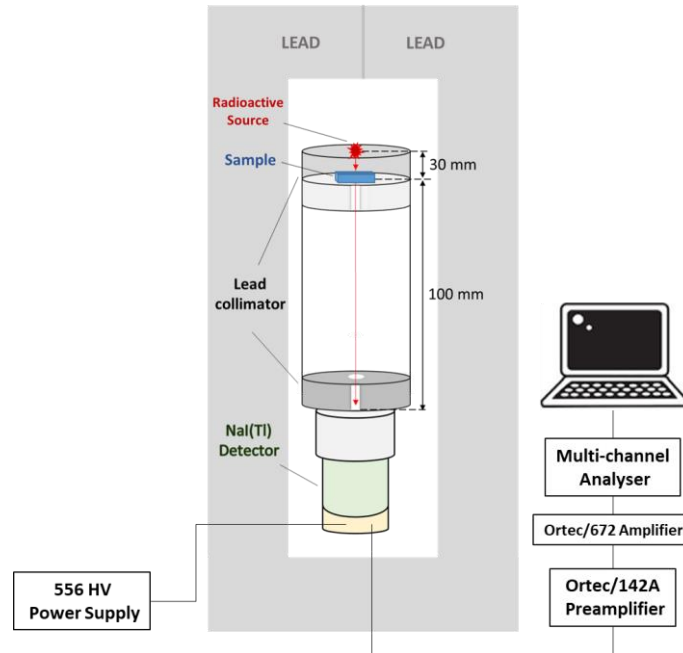 LEAD
LEAD
Radioactive
Source
Sample
30 mm
Lead
collimator
100 mm
NaI(Tl)
Detector
Multi-channel
Analyser
Ortec/672 Amplifier
Ortec/142A
Preamplifier
556 HV
Power Supply